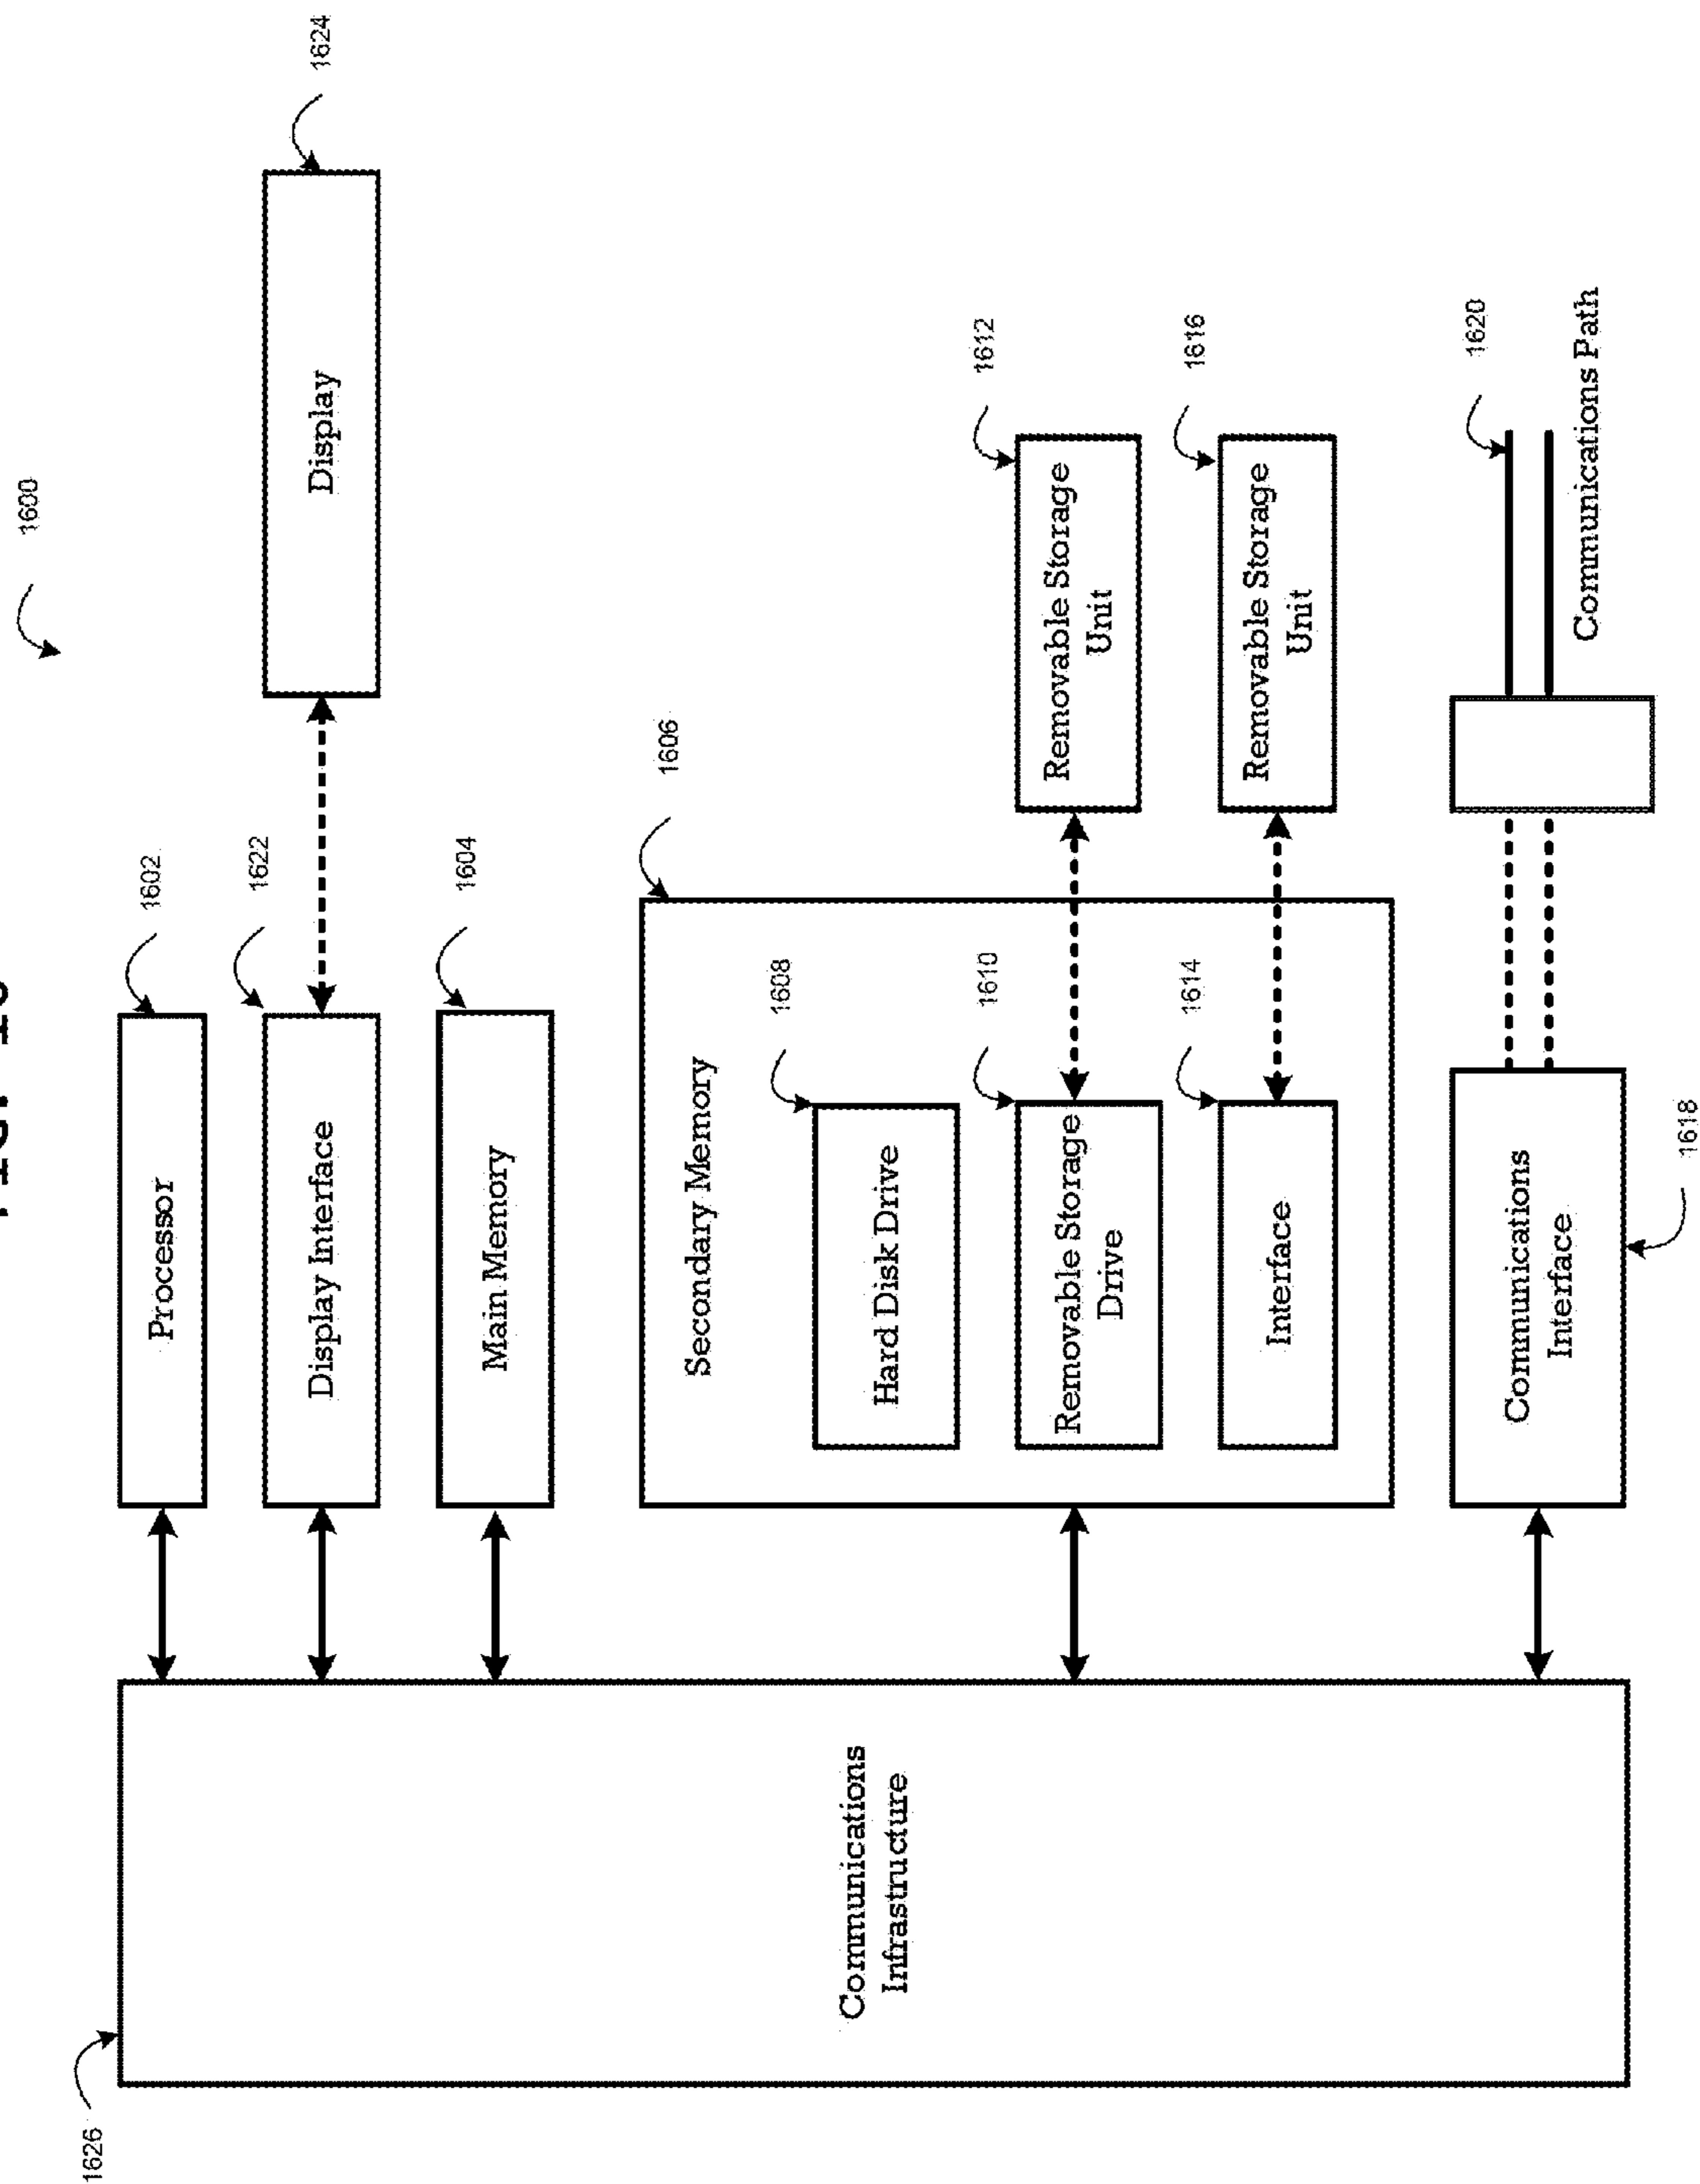 1600
Processor
1602
Display Interface
1622
Display
1624
Main Memory
1604
Secondary Memory
1606
Hard Disk Drive
1608
Removable Storage
Drive
1610
Removable Storage
Unit
1612
Interface
1614
Removable Storage
Unit
1616
Communications
Interface
1618
1620
Communications Path
Communications
Infrastructure
1626